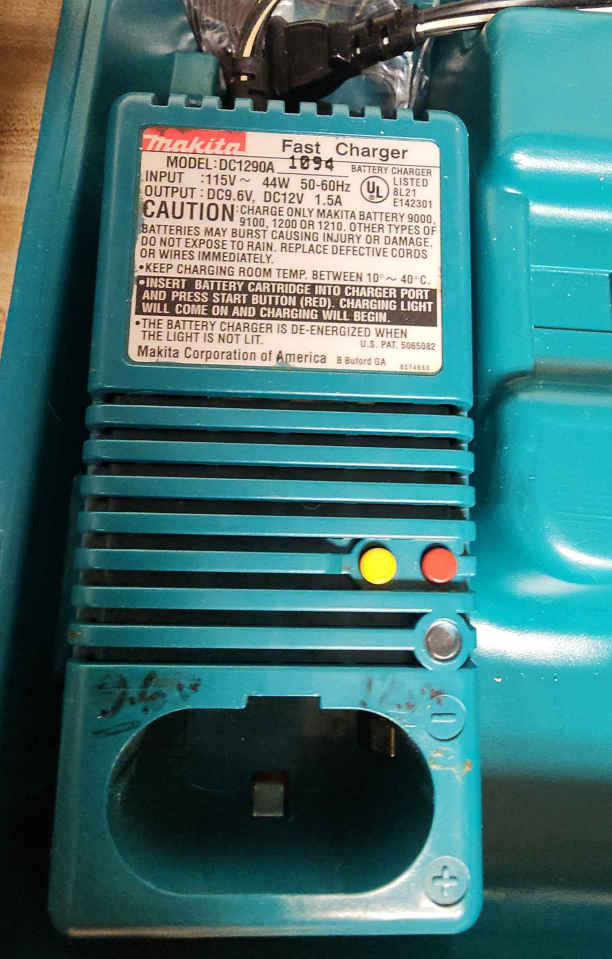 makita Fast Charger
MODEL:DC1290A 1094 BATTERY CHARGER
INPUT :115V~ 44W 50-60Hz UL LISTED
OUTPUT :DC9.6V, DC12V 1.5A 8L21
E142301
CAUTION :CHARGE ONLY MAKITA BATTERY 9000,
9100, 1200 OR 1210. OTHER TYPES OF
BATTERIES MAY BURST CAUSING INJURY OR DAMAGE.
DO NOT EXPOSE TO RAIN. REPLACE DEFECTIVE CORDS
OR WIRES IMMEDIATELY.
•KEEP CHARGING ROOM TEMP. BETWEEN 10°~ 40°C.
•INSERT BATTERY CARTRIDGE INTO CHARGER PORT
AND PRESS START BUTTON (RED). CHARGING LIGHT
WILL COME ON AND CHARGING WILL BEGIN.
•THE BATTERY CHARGER IS DE-ENERGIZED WHEN
THE LIGHT IS NOT LIT. U.S. PAT. 5065082
Makita Corporation of America B Buford GA